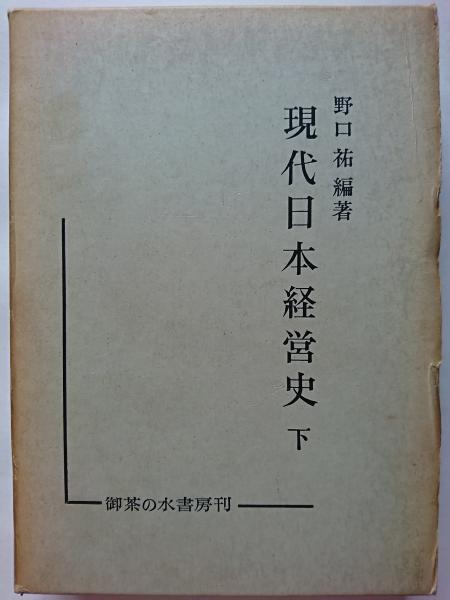 野口祐編著
現代日本経営史 下
御茶の水書房刊